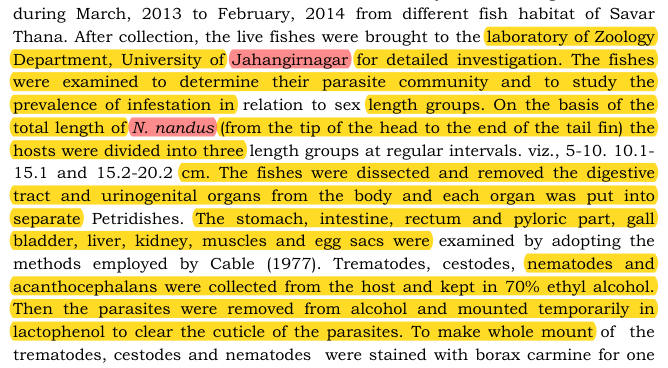 during March, 2013 to February, 2014 from different fish habitat of Savar
Thana. After collection, the live fishes were brought to the laboratory of Zoology
Department, University of Jahangirnagar for detailed investigation. The fishes
were examined to determine their parasite community and to study the
prevalence of infestation in relation to sex length groups. On the basis of the
total length of N. nandus (from the tip of the head to the end of the tail fin) the
hosts were divided into three length groups at regular intervals. viz., 5-10. 10.1-
15.1 and 15.2-20.2 cm. The fishes were dissected and removed the digestive
tract and urinogenital organs from the body and each organ was put into
separate Petridishes. The stomach, intestine, rectum and pyloric part, gall
bladder, liver, kidney, muscles and egg sacs were examined by adopting the
methods employed by Cable (1977). Trematodes, cestodes, nematodes and
acanthocephalans were collected from the host and kept in 70% ethyl alcohol.
Then the parasites were removed from alcohol and mounted temporarily in
lactophenol to clear the cuticle of the parasites. To make whole mount of the
trematodes, cestodes and nematodes were stained with borax carmine for one